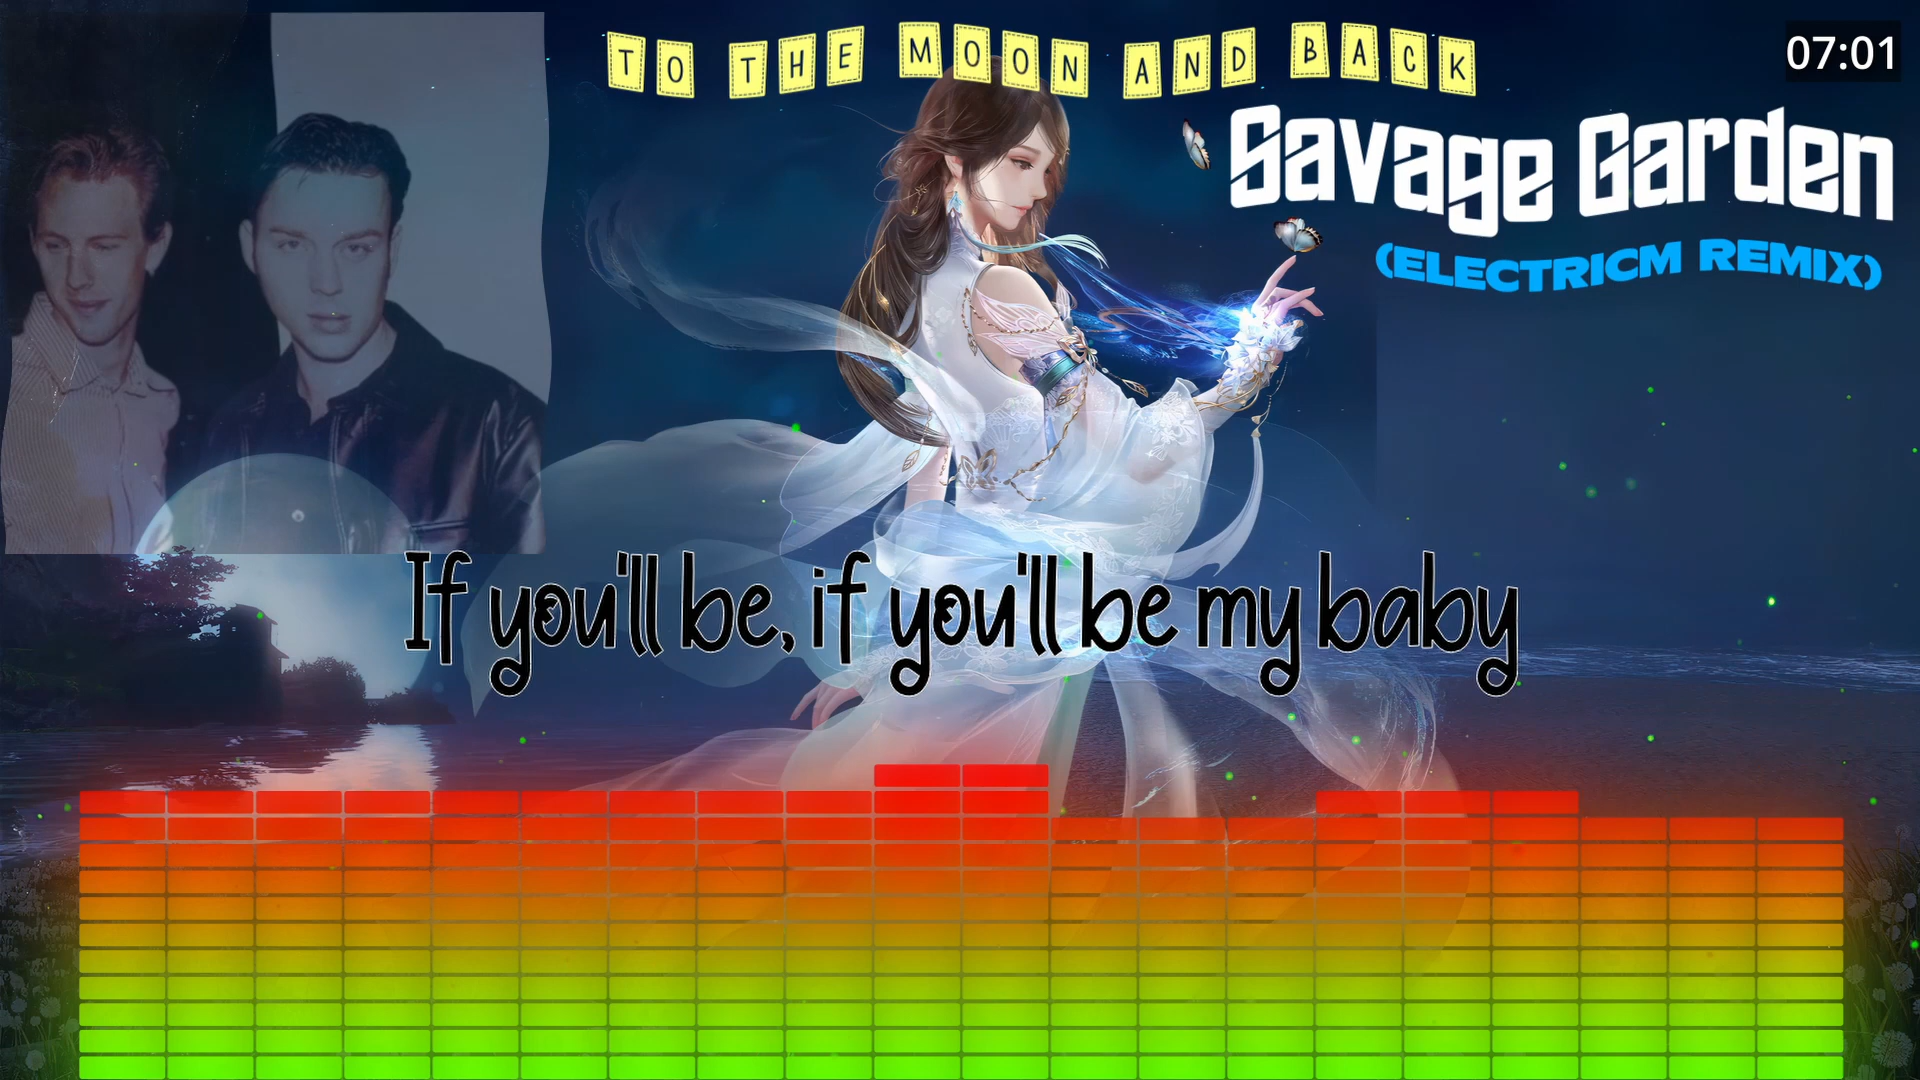 TO THE MOON AND BACK
07:01
Savage Garden
(ELECTRICM REMIX)
If you'll be, if you'll be my baby